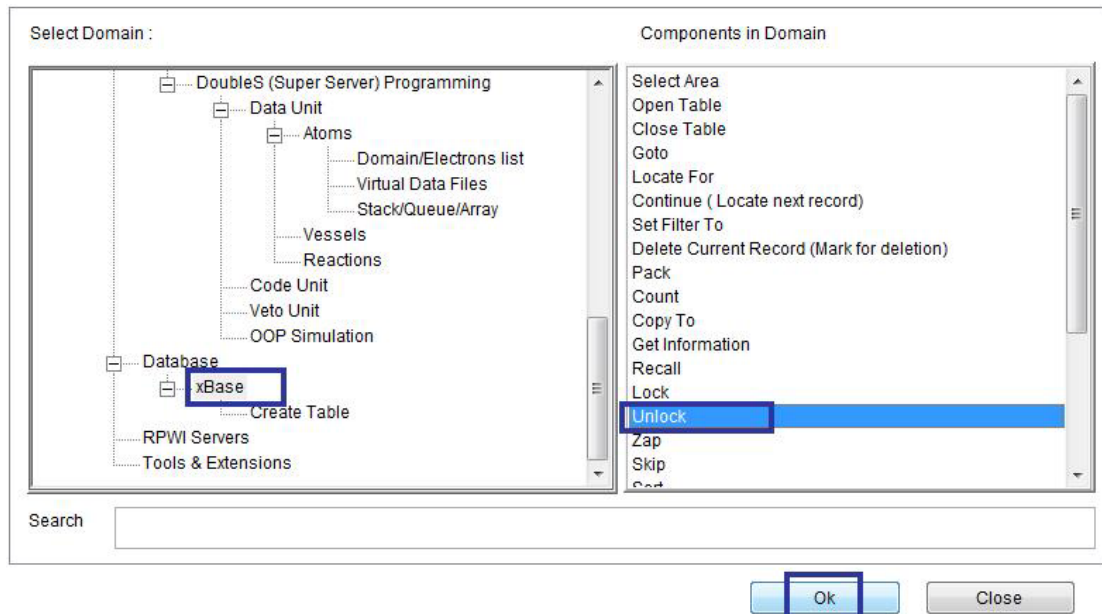 Select Domain :
DoubleS (Super Server) Programming
Data Unit
Atoms
Domain/Electrons list
Virtual Data Files
Stack/Queue/Array
Vessels
Reactions
Code Unit
Veto Unit
OOP Simulation
Database
xBase
Create Table
RPWI Servers
Tools & Extensions
Components in Domain
Select Area
Open Table
Close Table
Goto
Locate For
Continue ( Locate next record)
Set Filter To
Delete Current Record (Mark for deletion)
Pack
Count
Copy To
Get Information
Recall
Lock
Unlock
Zap
Skip
Sort
Search
Ok
Close